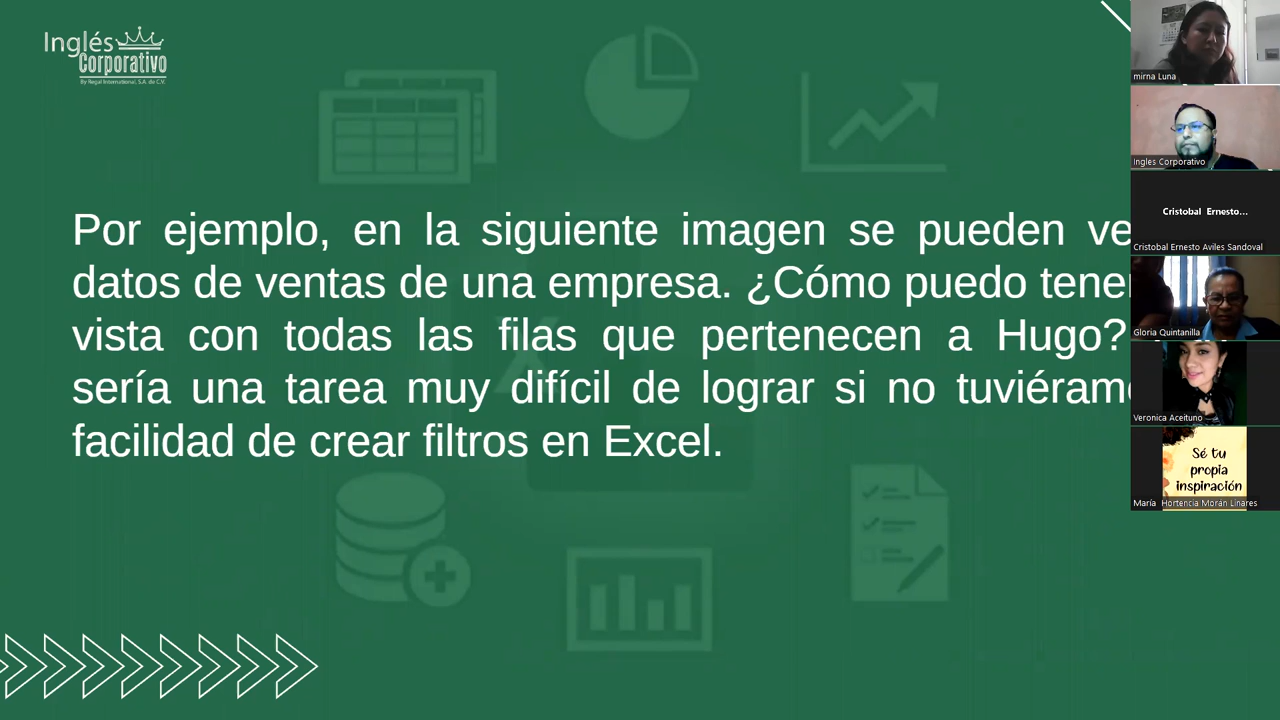 Inglés
Corporativo
By Regal International, S.A. de C.V.
Por ejemplo, en la siguiente imagen se pueden ve
datos de ventas de una empresa. ¿Cómo puedo tener
vista con todas las filas que pertenecen a Hugo?
sería una tarea muy difícil de lograr si no tuviéram
facilidad de crear filtros en Excel.
mirna Luna
Ingles Corporativo
Cristobal Ernesto...
Cristobal Ernesto Aviles Sandoval
Gloria Quintanilla
Veronica Aceituno
Sé tu
propia
inspiración
María Hortencia Morán Linares